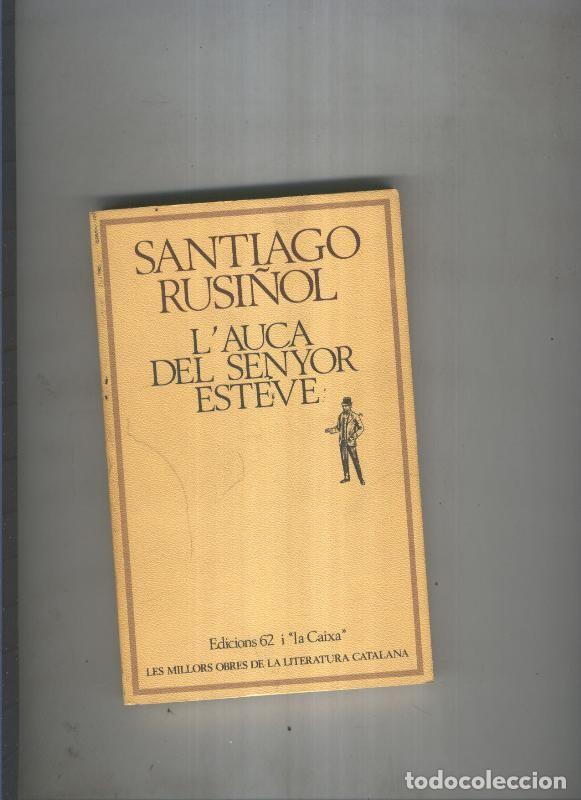 SANTIAGO
RUSIÑOL
L'AUCA
DEL SENYOR
ESTEVE
Edicions 62 i "la Caixa"
LES MILLORS OBRES DE LA LITERATURA CATALANA
todocoleccion